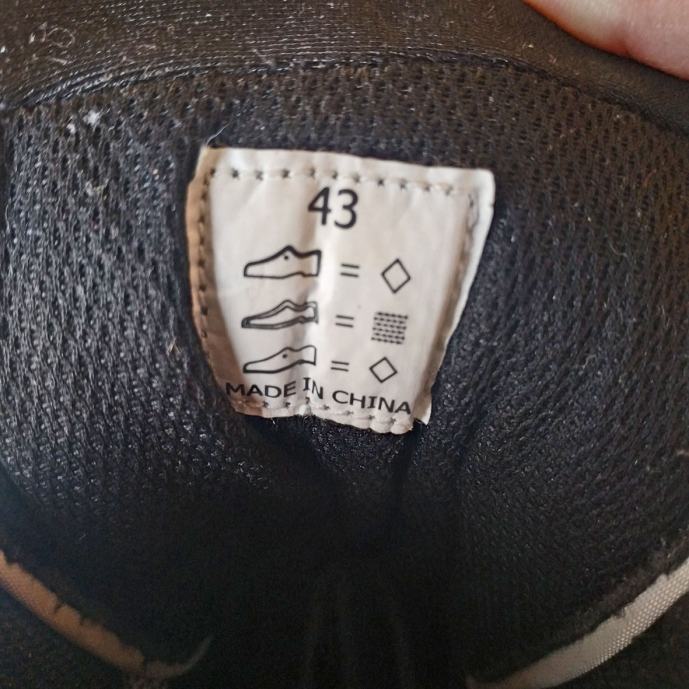 43
=
=
=
MADE IN CHINA